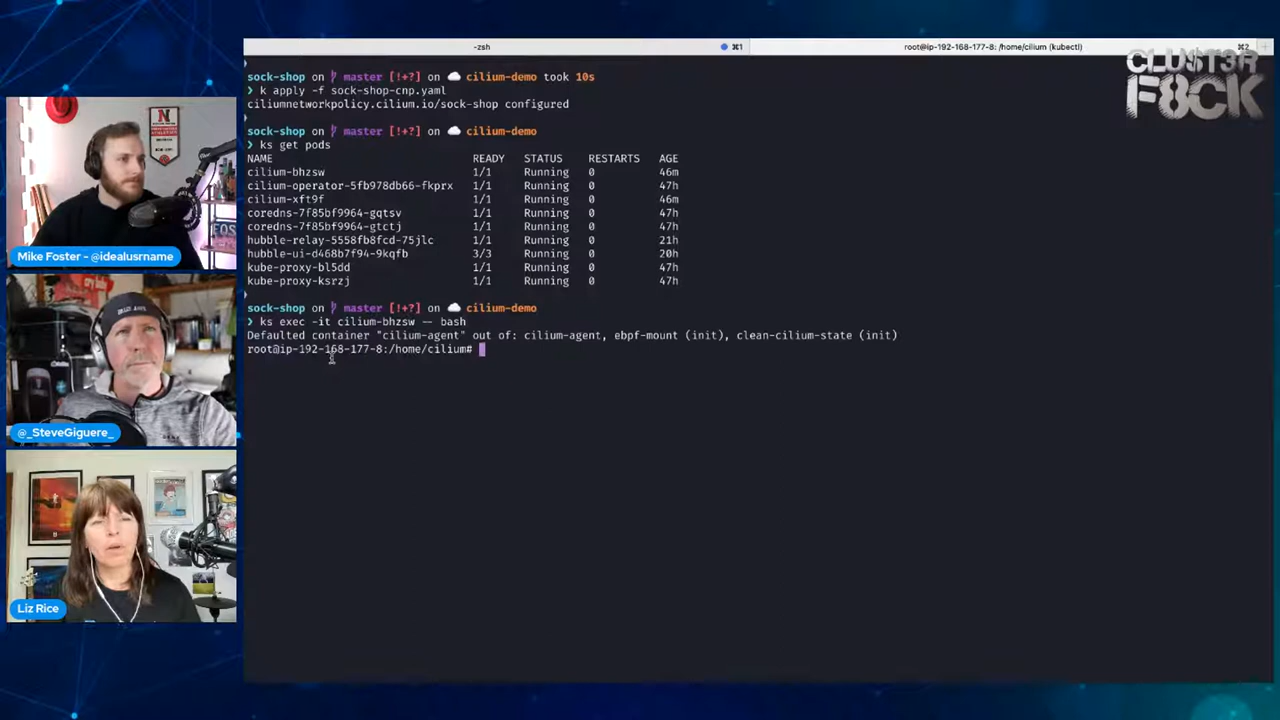 -zsh
⌘1
root@ip-192-168-177-8: /home/cilium (kubectl)
⌘2
CLUST3R
F8CK
sock-shop on master [!+?] on cilium-demo took 10s
❯ k apply -f sock-shop-cnp.yaml
ciliumnetworkpolicy.cilium.io/sock-shop configured
sock-shop on master [!+?] on cilium-demo
❯ ks get pods
NAME READY STATUS RESTARTS AGE
cilium-bhzsw 1/1 Running 0 46m
cilium-operator-5fb978db66-fkprx 1/1 Running 0 47h
cilium-xft9f 1/1 Running 0 46m
coredns-7f85bf9964-gqtsv 1/1 Running 0 47h
coredns-7f85bf9964-gtctj 1/1 Running 0 47h
hubble-relay-5558fb8fcd-75jlc 1/1 Running 0 21h
hubble-ui-d468b7f94-9kqfb 3/3 Running 0 20h
kube-proxy-bl5dd 1/1 Running 0 47h
kube-proxy-ksrzj 1/1 Running 0 47h
sock-shop on master [!+?] on cilium-demo
❯ ks exec -it cilium-bhzsw -- bash
Defaulted container "cilium-agent" out of: cilium-agent, ebpf-mount (init), clean-cilium-state (init)
root@ip-192-168-177-8:/home/cilium#
Mike Foster - @idealusrname
@_SteveGiguere_
Liz Rice